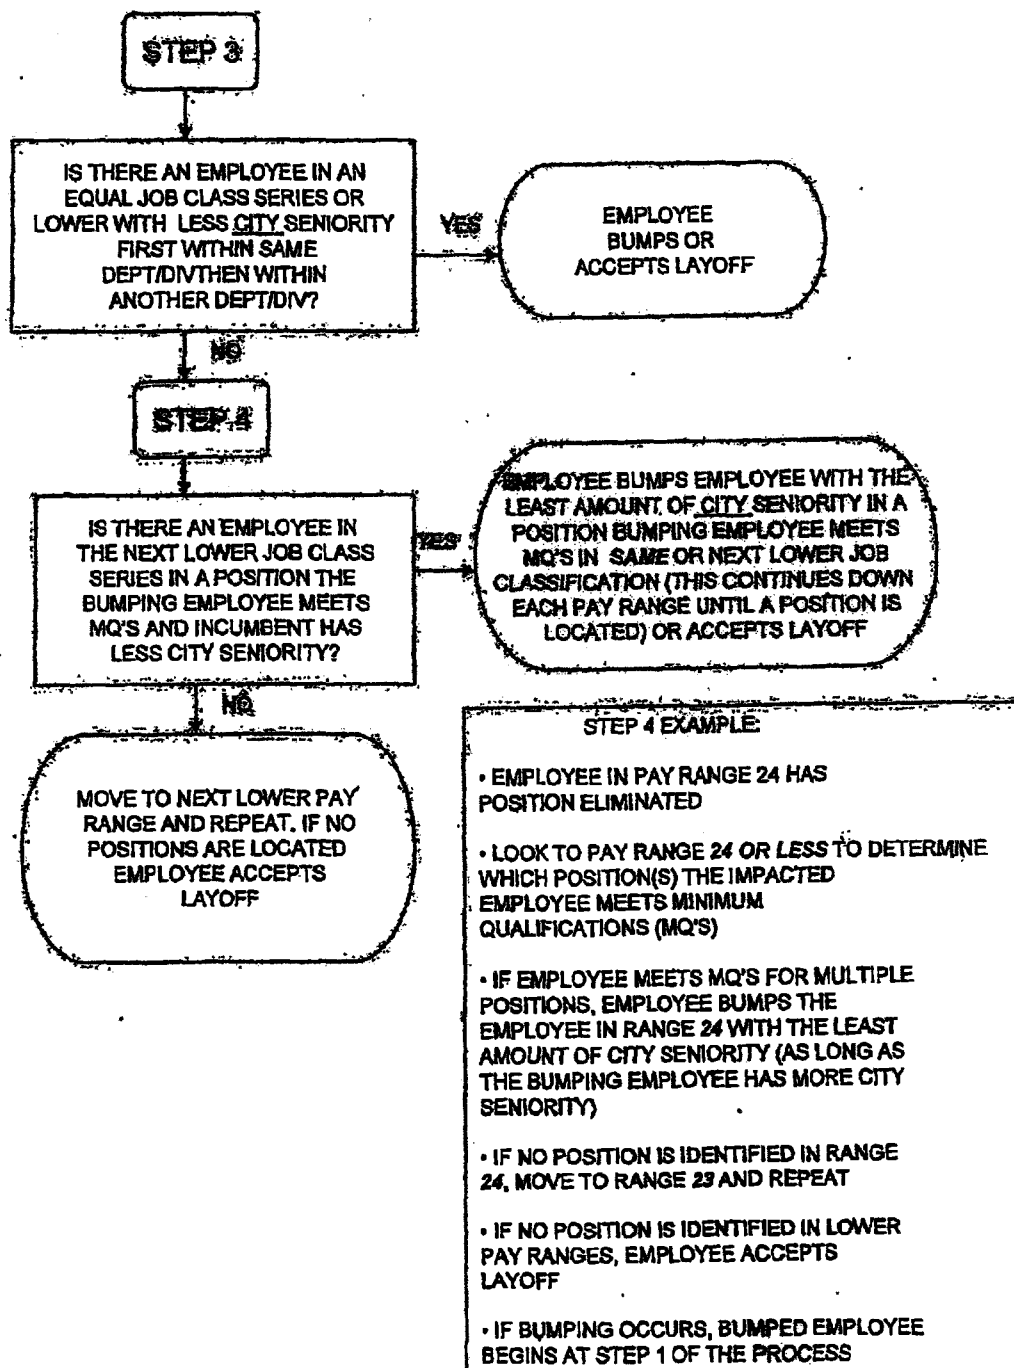 STEP 3
IS THERE AN EMPLOYEE IN AN
EQUAL JOB CLASS SERIES OR
LOWER WITH LESS CITY SENIORITY
FIRST WITHIN SAME
DEPT/DIVTHEN WITHIN
ANOTHER DEPT/DIV?
YES
EMPLOYEE
BUMPS OR
ACCEPTS LAYOFF
NO
STEP 4
IS THERE AN EMPLOYEE IN
THE NEXT LOWER JOB CLASS
SERIES IN A POSITION THE
BUMPING EMPLOYEE MEETS
MQ'S AND INCUMBENT HAS
LESS CITY SENIORITY?
YES
EMPLOYEE BUMPS EMPLOYEE WITH THE
LEAST AMOUNT OF CITY SENIORITY IN A
POSITION BUMPING EMPLOYEE MEETS
MQ'S IN SAME OR NEXT LOWER JOB
CLASSIFICATION (THIS CONTINUES DOWN
EACH PAY RANGE UNTIL A POSITION IS
LOCATED) OR ACCEPTS LAYOFF
NO
MOVE TO NEXT LOWER PAY
RANGE AND REPEAT. IF NO
POSITIONS ARE LOCATED
EMPLOYEE ACCEPTS
LAYOFF
STEP 4 EXAMPLE:
• EMPLOYEE IN PAY RANGE 24 HAS
POSITION ELIMINATED
• LOOK TO PAY RANGE 24 OR LESS TO DETERMINE
WHICH POSITION(S) THE IMPACTED
EMPLOYEE MEETS MINIMUM
QUALIFICATIONS (MQ'S)
• IF EMPLOYEE MEETS MQ'S FOR MULTIPLE
POSITIONS, EMPLOYEE BUMPS THE
EMPLOYEE IN RANGE 24 WITH THE LEAST
AMOUNT OF CITY SENIORITY (AS LONG AS
THE BUMPING EMPLOYEE HAS MORE CITY
SENIORITY)
• IF NO POSITION IS IDENTIFIED IN RANGE
24, MOVE TO RANGE 23 AND REPEAT
• IF NO POSITION IS IDENTIFIED IN LOWER
PAY RANGES, EMPLOYEE ACCEPTS
LAYOFF
• IF BUMPING OCCURS, BUMPED EMPLOYEE
BEGINS AT STEP 1 OF THE PROCESS